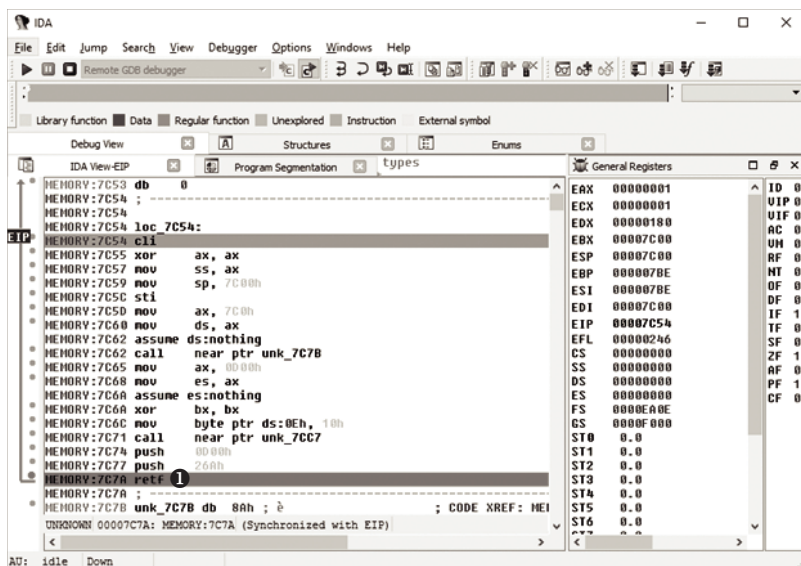 IDA
File Edit Jump Search View Debugger Options Windows Help
Remote GDB debugger
Library function Data Regular function Unexplored Instruction External symbol
Debug View Structures Enums
IDA View-EIP Program Segmentation types General Registers
MEMORY:7C53 db 0
MEMORY:7C54 ; ---------------------------------------------------------
MEMORY:7C54
MEMORY:7C54 loc_7C54:
EIP MEMORY:7C54 cli
MEMORY:7C55 xor ax, ax
MEMORY:7C57 mov ss, ax
MEMORY:7C59 mov sp, 7C00h
MEMORY:7C5C sti
MEMORY:7C5D mov ax, 7C0h
MEMORY:7C60 mov ds, ax
MEMORY:7C62 assume ds:nothing
MEMORY:7C62 call near ptr unk_7C7B
MEMORY:7C65 mov ax, 0D00h
MEMORY:7C68 mov es, ax
MEMORY:7C6A assume es:nothing
MEMORY:7C6A xor bx, bx
MEMORY:7C6C mov byte ptr ds:0Eh, 10h
MEMORY:7C71 call near ptr unk_7CC7
MEMORY:7C74 push 0D00h
MEMORY:7C77 push 26Ah
MEMORY:7C7A retf ❶
MEMORY:7C7A ; ---------------------------------------------------------
MEMORY:7C7B unk_7C7B db 8Ah ; è ; CODE XREF: MEI
UNKNOWN 00007C7A: MEMORY:7C7A (Synchronized with EIP)
EAX 00000001
ECX 00000001
EDX 00000180
EBX 00007C00
ESP 00007C00
EBP 000007BE
ESI 000007BE
EDI 00007C00
EIP 00007C54
EFL 00000246
CS 00000000
SS 00000000
DS 00000000
ES 00000000
FS 0000EA0E
GS 0000F000
ST0 0.0
ST1 0.0
ST2 0.0
ST3 0.0
ST4 0.0
ST5 0.0
ST6 0.0
ID 0
VIP 0
VIF 0
AC 0
VM 0
RF 0
NT 0
OF 0
DF 0
IF 1
TF 0
SF 0
ZF 1
AF 0
PF 1
CF 0
AU: idle Down